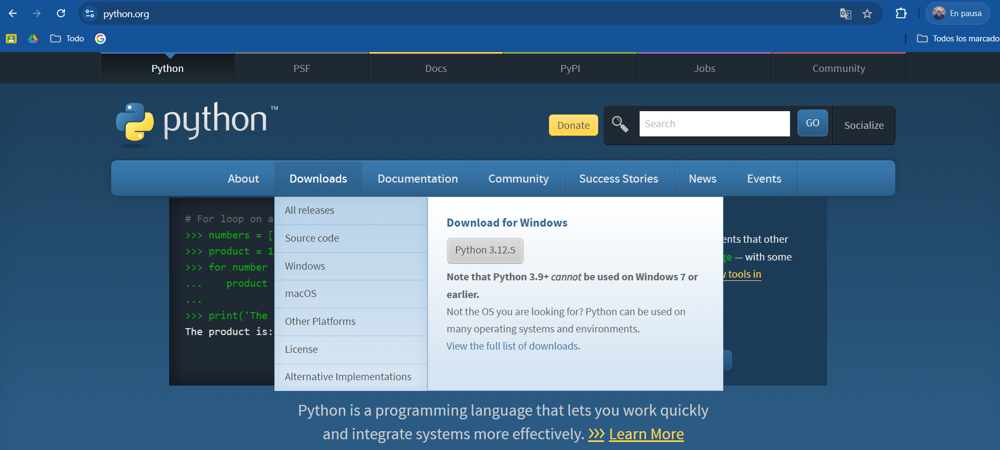 python.org
En pausa
Todo
Todos los marcado
Python
PSF
Docs
PyPI
Jobs
Community
python™
Donate
Search
GO
Socialize
About
Downloads
Documentation
Community
Success Stories
News
Events
# For loop on a
>>> numbers = [
>>> product = 1
>>> for number
... product
...
>>> print('The
The product is:
All releases
Source code
Windows
macOS
Other Platforms
License
Alternative Implementations
Download for Windows
Python 3.12.5
Note that Python 3.9+ cannot be used on Windows 7 or
earlier.
Not the OS you are looking for? Python can be used on
many operating systems and environments.
View the full list of downloads.
ents that other
ge — with some
tools in
Python is a programming language that lets you work quickly
and integrate systems more effectively. >>> Learn More